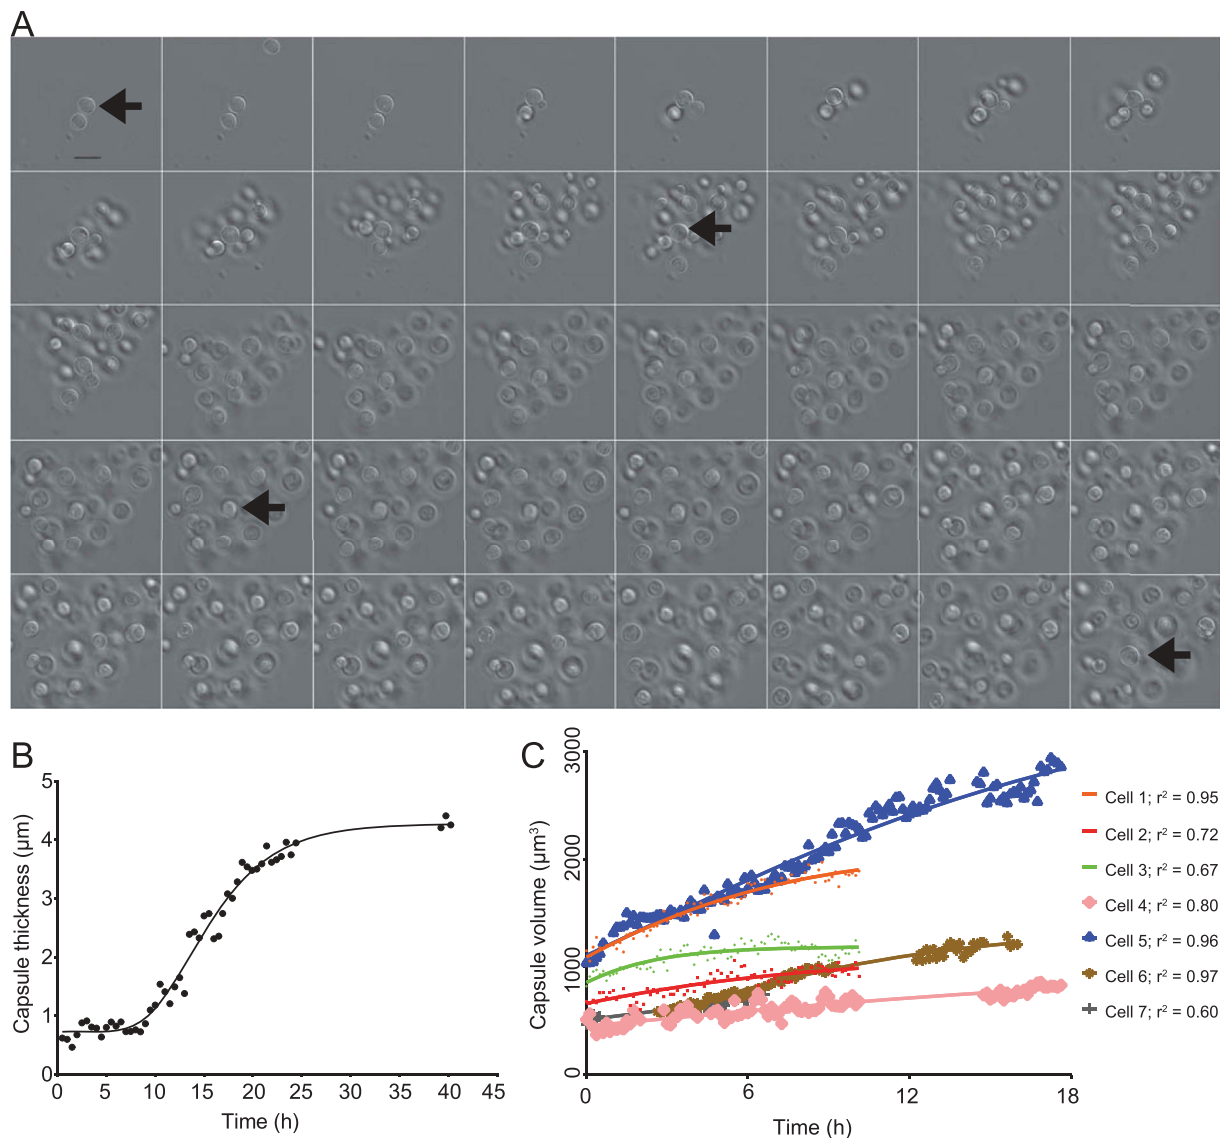 A
B
Capsule thickness (µm)
5
4
3
2
1
0
0 5 10 15 20 25 30 35 40 45
Time (h)
C
Capsule volume (µm³)
3000
2000
1000
0
0 6 12 18
Time (h)
Cell 1; r² = 0.95
Cell 2; r² = 0.72
Cell 3; r² = 0.67
Cell 4; r² = 0.80
Cell 5; r² = 0.96
Cell 6; r² = 0.97
Cell 7; r² = 0.60